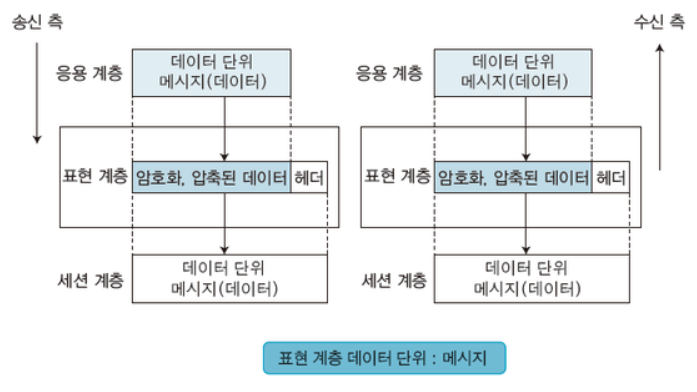 송신 측
수신 측
응용 계층
데이터 단위
메시지(데이터)
응용 계층
데이터 단위
메시지(데이터)
표현 계층
암호화, 압축된 데이터
헤더
표현 계층
암호화, 압축된 데이터
헤더
세션 계층
데이터 단위
메시지(데이터)
세션 계층
데이터 단위
메시지(데이터)
표현 계층 데이터 단위 : 메시지